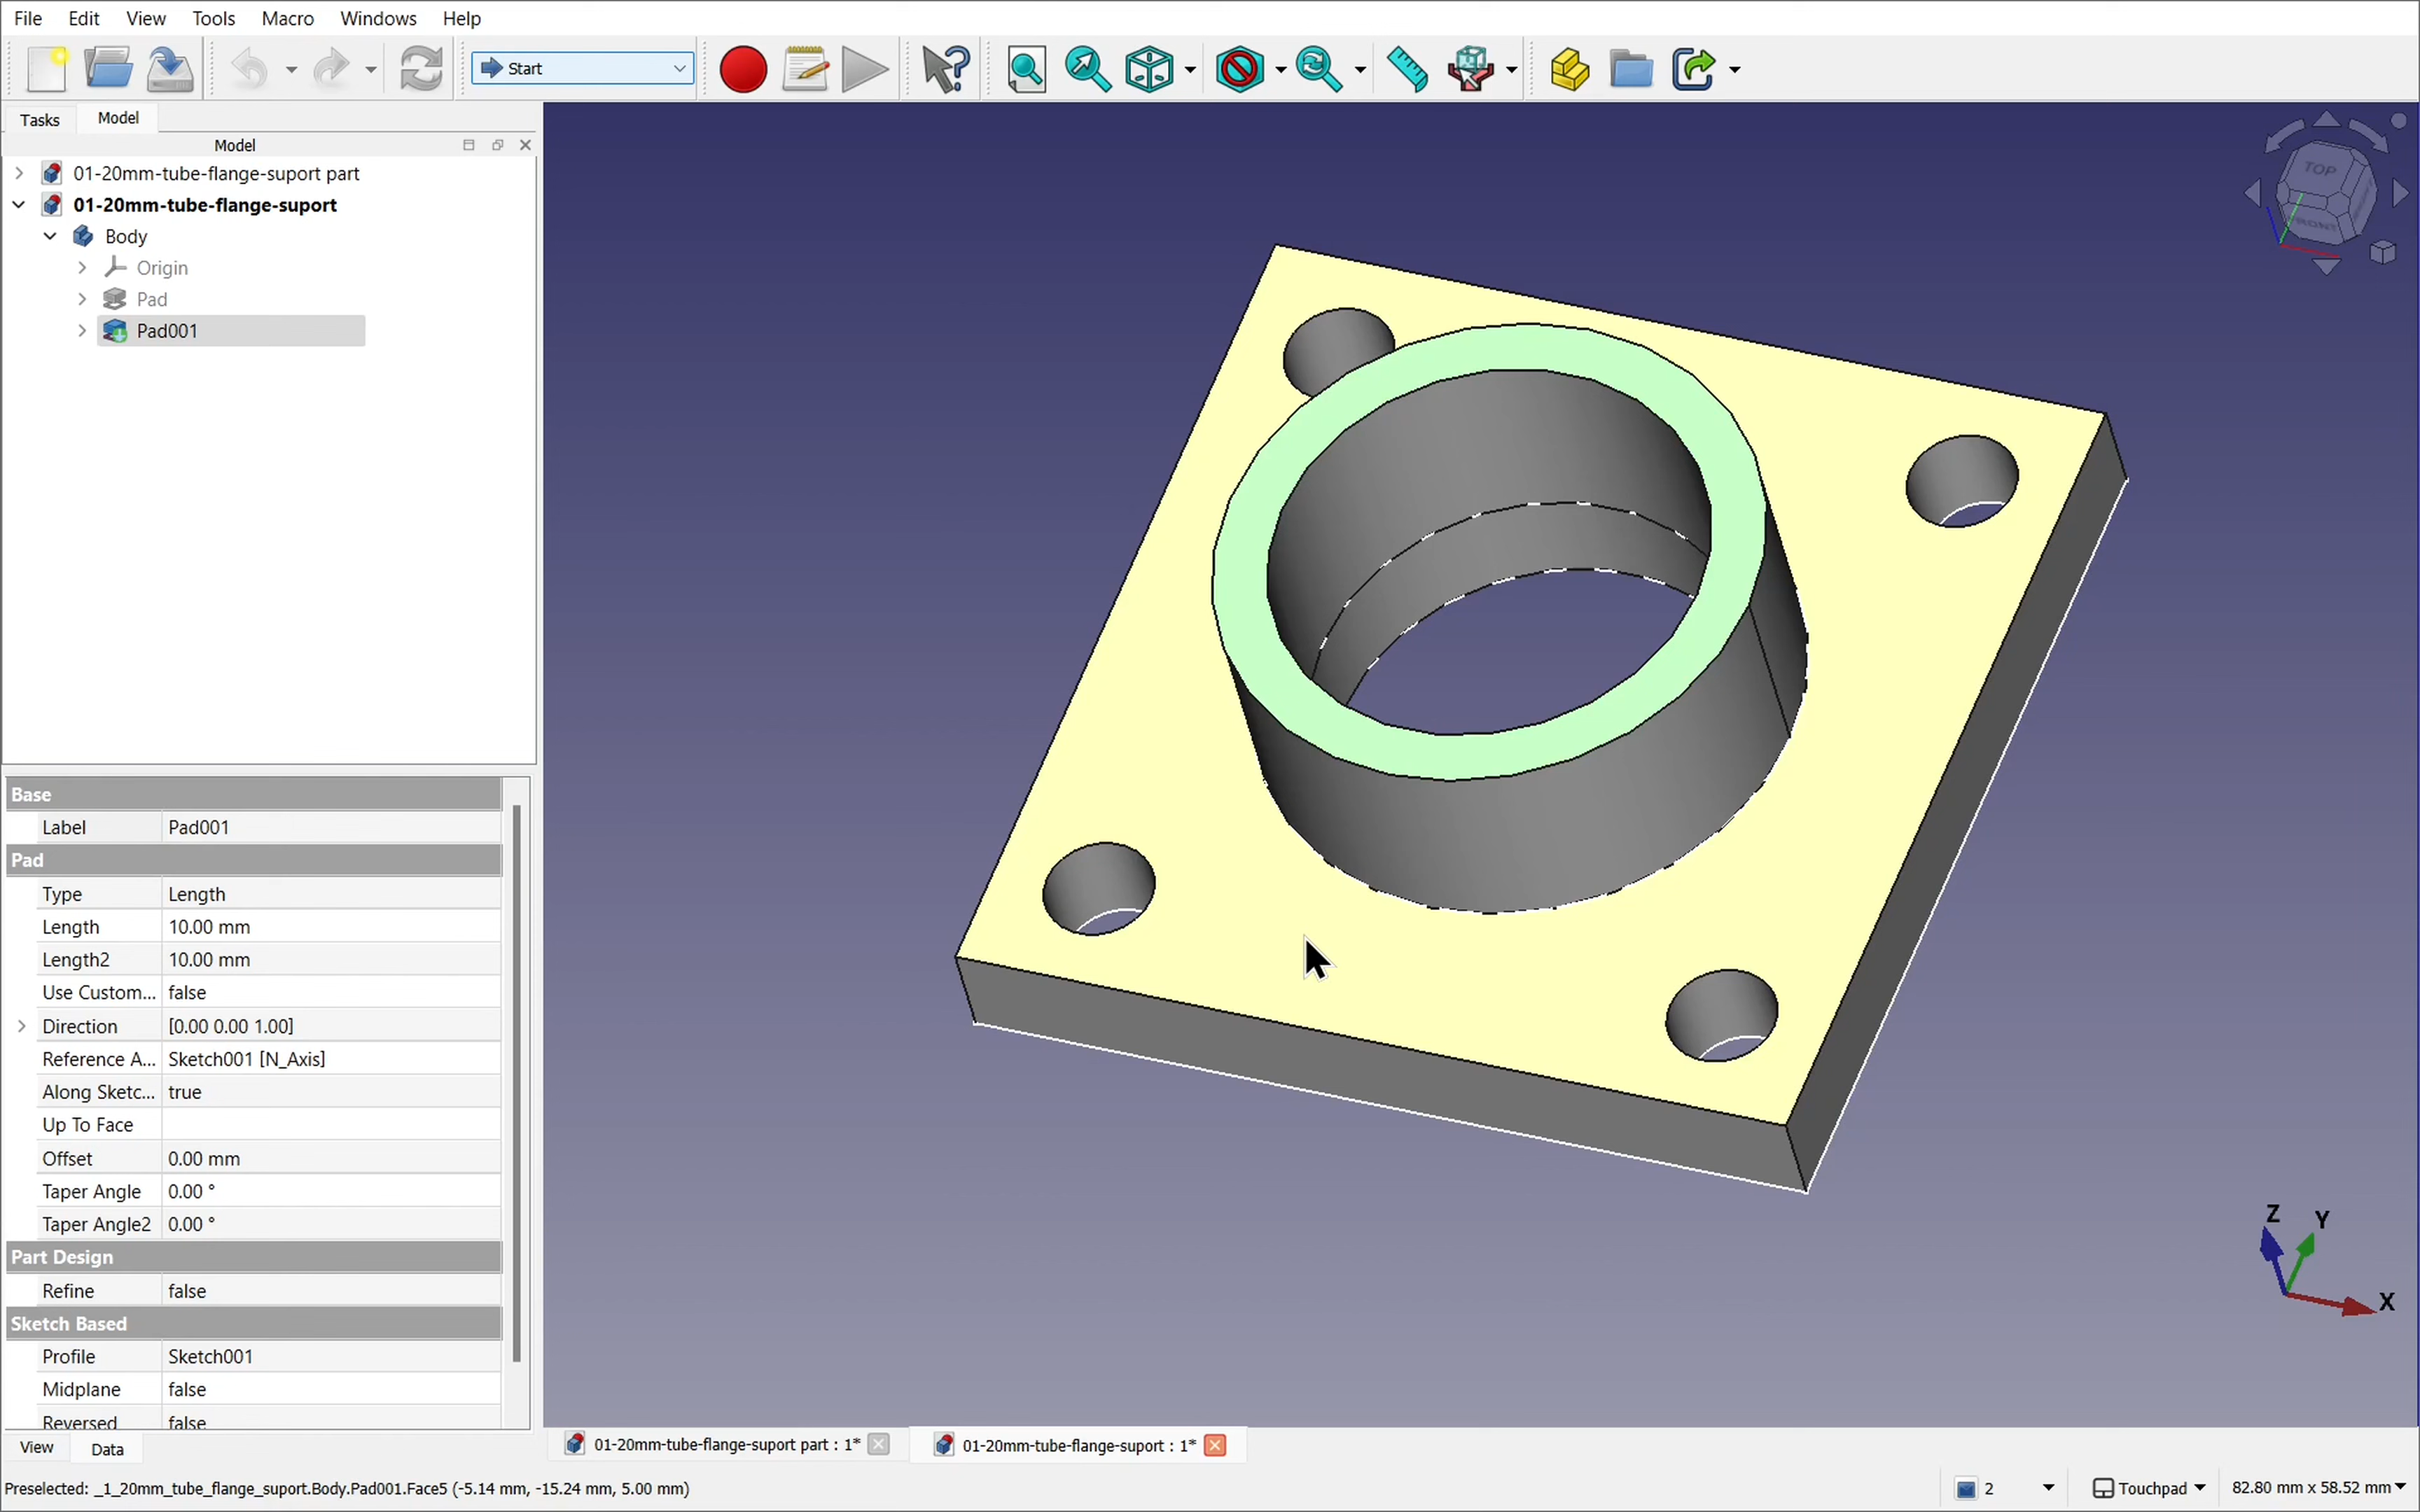 File Edit View Tools Macro Windows Help
Start
Tasks Model
Model
01-20mm-tube-flange-suport part
01-20mm-tube-flange-suport
Body
Origin
Pad
Pad001
Base
Label Pad001
Pad
Type Length
Length 10.00 mm
Length2 10.00 mm
Use Custom... false
Direction [0.00 0.00 1.00]
Reference A... Sketch001 [N_Axis]
Along Sketc... true
Up To Face
Offset 0.00 mm
Taper Angle 0.00 °
Taper Angle2 0.00 °
Part Design
Refine false
Sketch Based
Profile Sketch001
Midplane false
Reversed false
View Data
TOP
FRONT
Z Y
X
01-20mm-tube-flange-suport part : 1*
01-20mm-tube-flange-suport : 1*
Preselected: _1_20mm_tube_flange_suport.Body.Pad001.Face5 (-5.14 mm, -15.24 mm, 5.00 mm)
2 Touchpad 82.80 mm x 58.52 mm